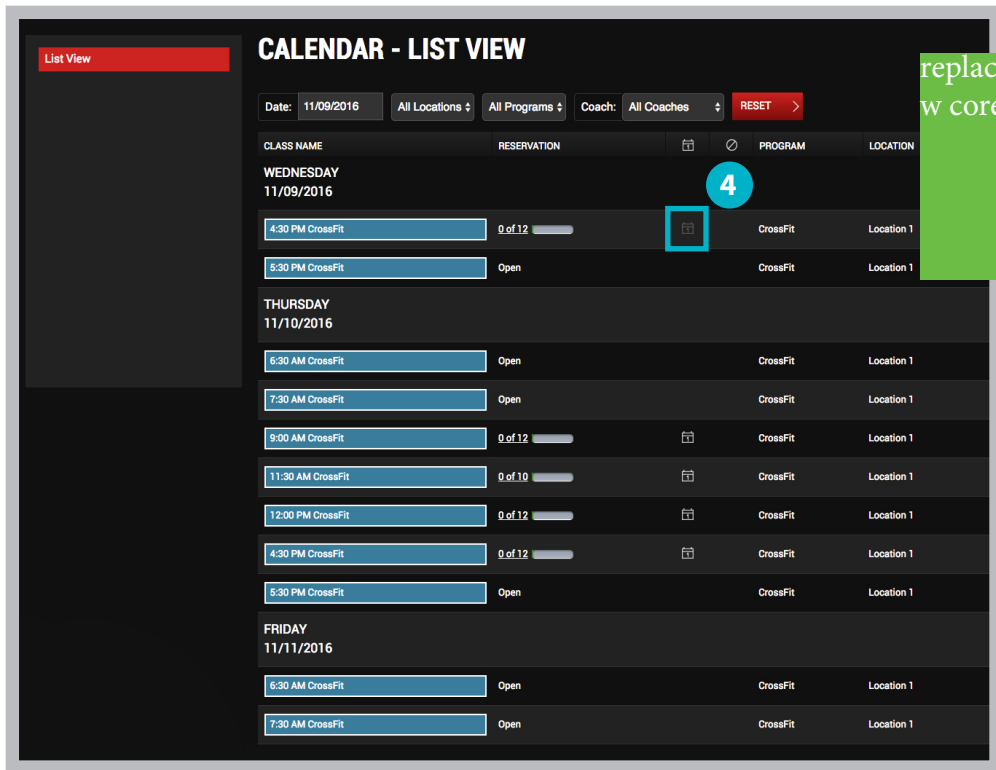 List View
CALENDAR - LIST VIEW
Date: 11/09/2016 All Locations All Programs Coach: All Coaches RESET
CLASS NAME RESERVATION PROGRAM LOCATION
WEDNESDAY
11/09/2016
4
4:30 PM CrossFit 0 of 12 CrossFit Location 1
5:30 PM CrossFit Open CrossFit Location 1
THURSDAY
11/10/2016
6:30 AM CrossFit Open CrossFit Location 1
7:30 AM CrossFit Open CrossFit Location 1
9:00 AM CrossFit 0 of 12 CrossFit Location 1
11:30 AM CrossFit 0 of 10 CrossFit Location 1
12:00 PM CrossFit 0 of 12 CrossFit Location 1
4:30 PM CrossFit 0 of 12 CrossFit Location 1
5:30 PM CrossFit Open CrossFit Location 1
FRIDAY
11/11/2016
6:30 AM CrossFit Open CrossFit Location 1
7:30 AM CrossFit Open CrossFit Location 1
replac
w core